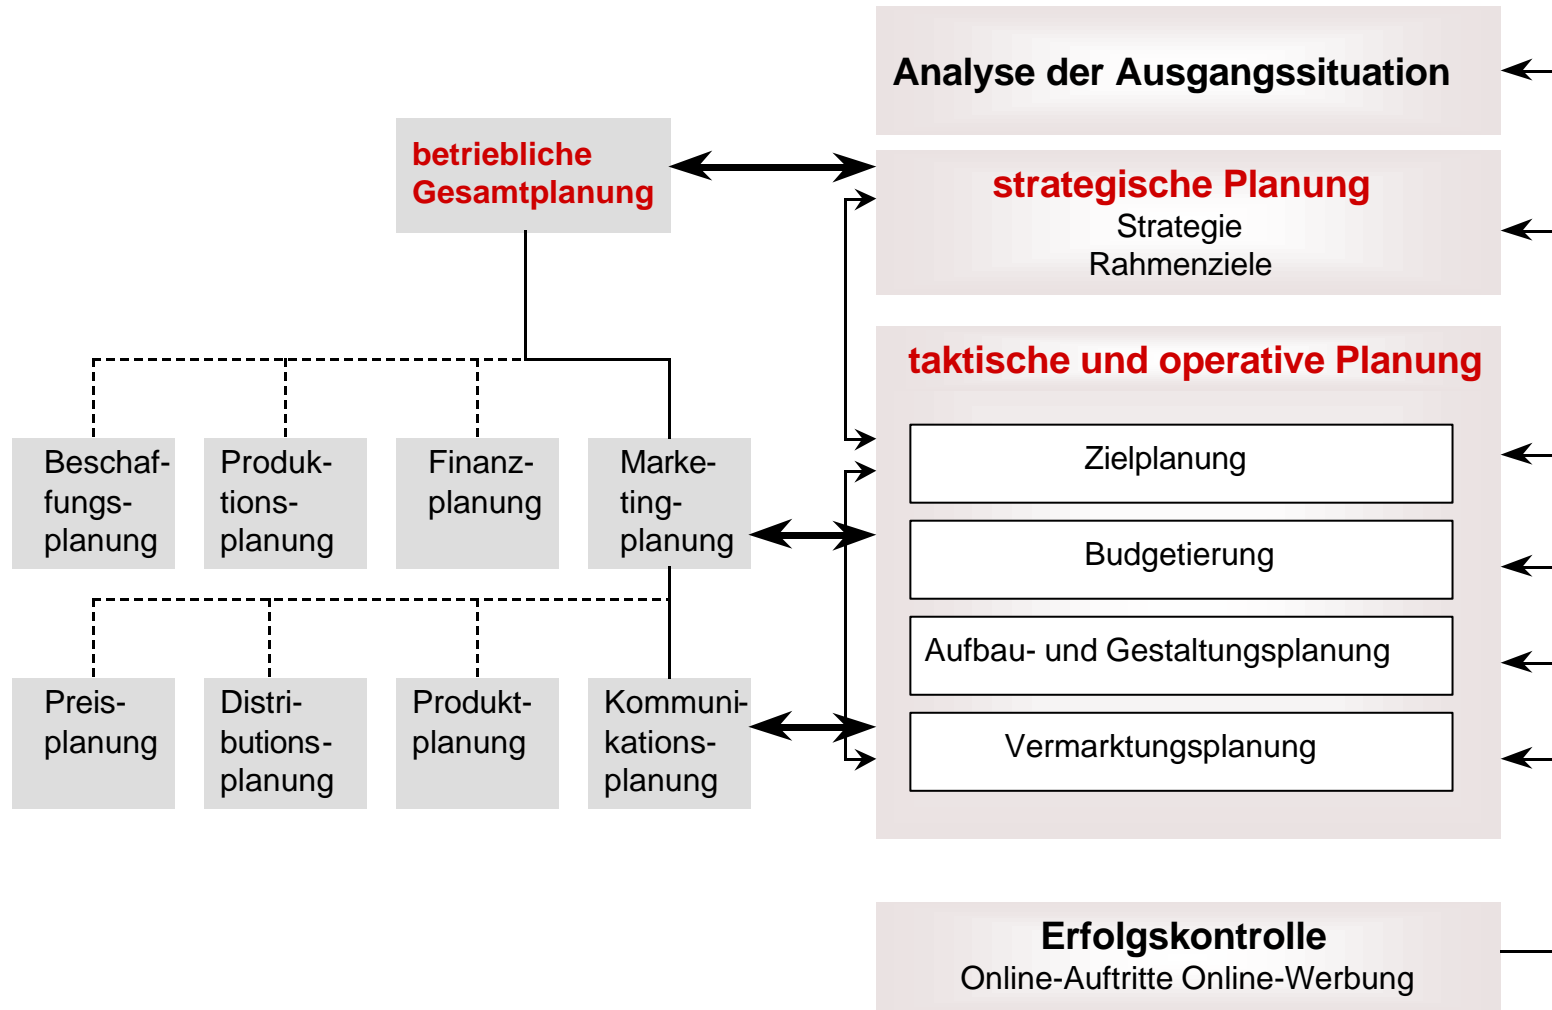 Analyse der Ausgangssituation
betriebliche
Gesamtplanung
strategische Planung
Strategie
Rahmenziele
taktische und operative Planung
Zielplanung
Budgetierung
Aufbau- und Gestaltungsplanung
Vermarktungsplanung
Beschaf-
fungs-
planung
Produk-
tions-
planung
Finanz-
planung
Marke-
ting-
planung
Preis-
planung
Distri-
butions-
planung
Produkt-
planung
Kommuni-
kations-
planung
Erfolgskontrolle
Online-Auftritte Online-Werbung